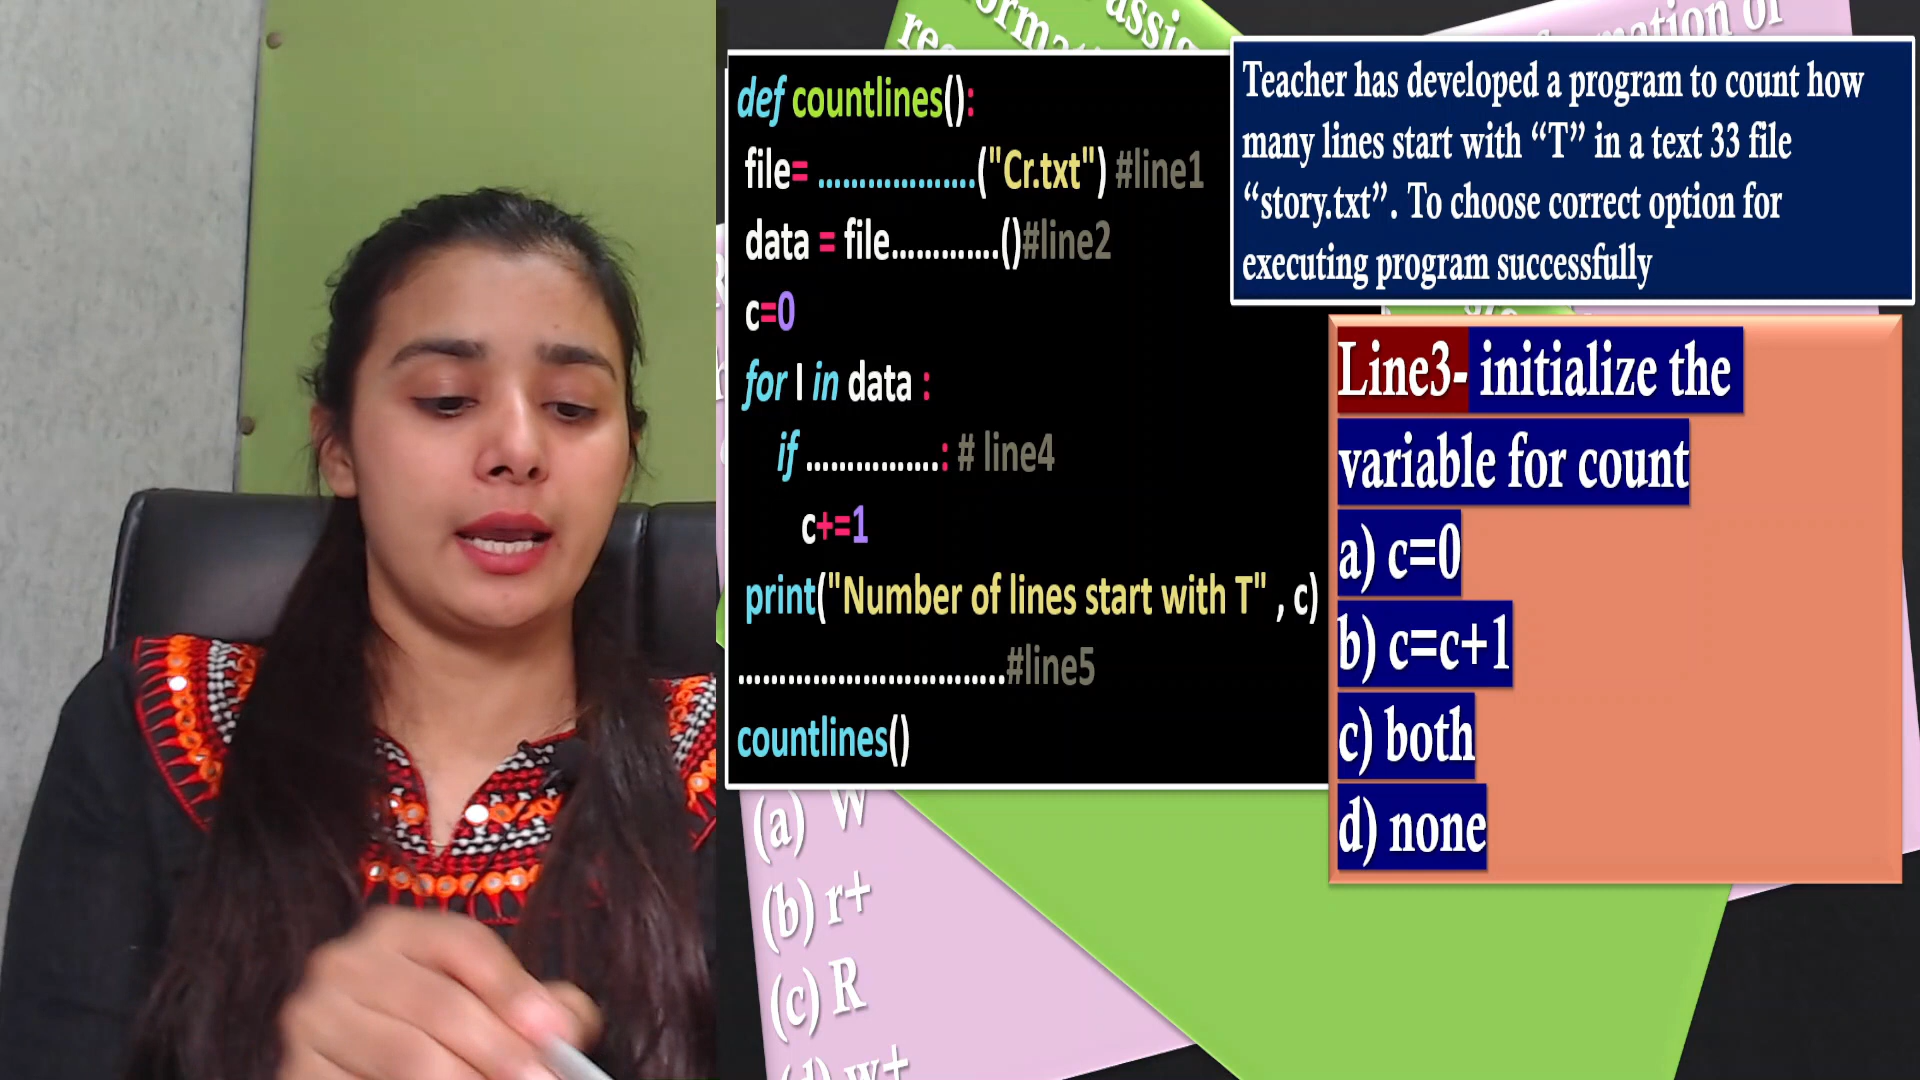 def countlines():
file= ...................("Cr.txt") #line1
data = file.............()#line2
c=0
for I in data :
if ................: # line4
c+=1
print("Number of lines start with T" , c)
................................#line5
countlines()
Teacher has developed a program to count how
many lines start with “T” in a text 33 file
“story.txt”. To choose correct option for
executing program successfully
Line3- initialize the
variable for count
a) c=0
b) c=c+1
c) both
d) none
(a) W
(b) r+
(c) R
(d) w+